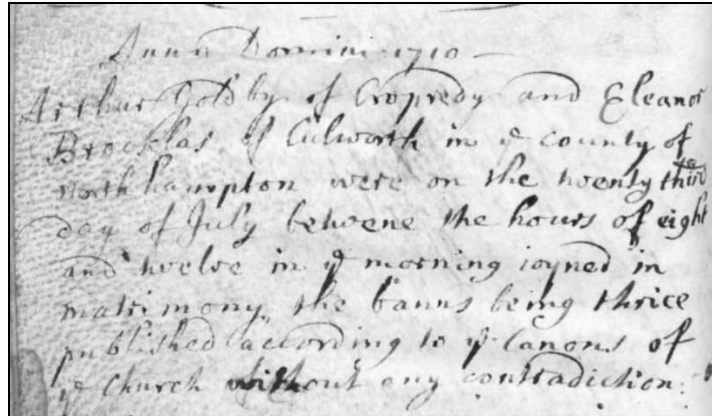 Anno Domini 1710
Arthur Goldby of Cropredy and Eleanor
Brocklas of Culworth in ye county of
North hampton were on the twenty third
day of July betwene the hours of eight
and twelve in ye morning ioyned in
matrimony the banns being thrice
published according to ye Canons of
ye Church without any contradiction.